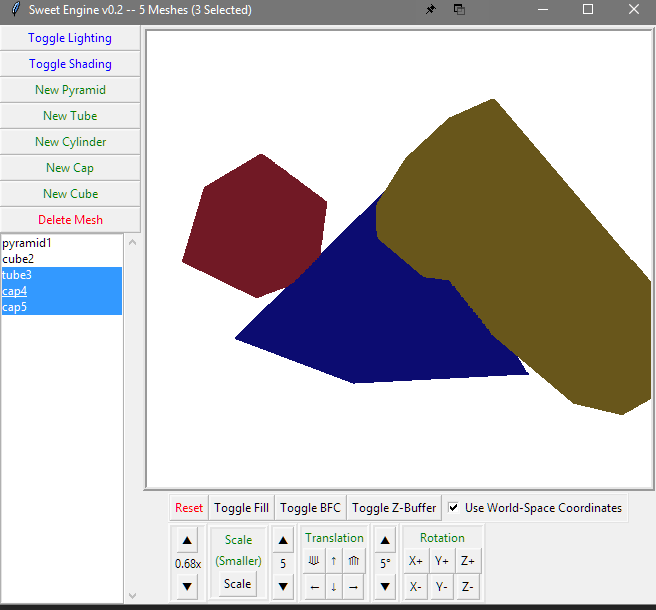 Sweet Engine v0.2 -- 5 Meshes (3 Selected)
Toggle Lighting
Toggle Shading
New Pyramid
New Tube
New Cylinder
New Cap
New Cube
Delete Mesh
pyramid1
cube2
tube3
cap4
cap5
Reset Toggle Fill Toggle BFC Toggle Z-Buffer Use World-Space Coordinates
Scale Translation Rotation
0.68x (Smaller) 5 ⤋ ↑ ⤊ 5° X+ Y+ Z+
Scale ← ↓ → X- Y- Z-